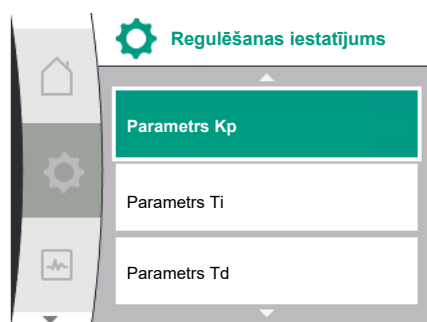 Regulēšanas iestatījums
Parametrs Kp
Parametrs Ti
Parametrs Td